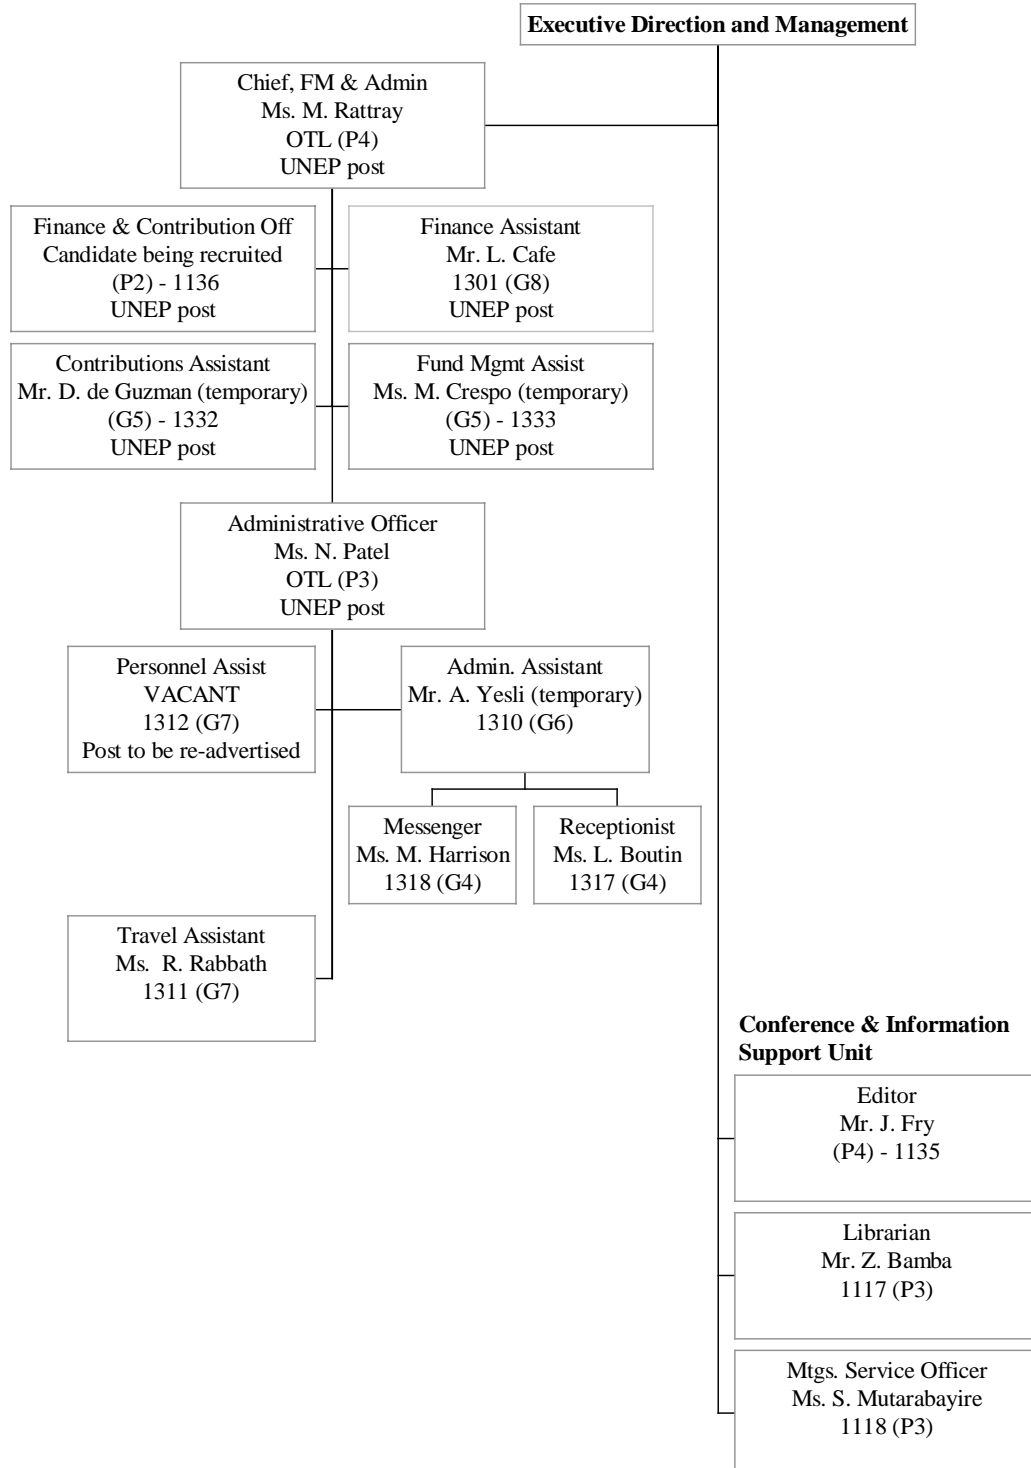 Executive Direction and Management
Chief, FM & Admin
Ms. M. Rattray
OTL (P4)
UNEP post
Finance & Contribution Off
Candidate being recruited
(P2) - 1136
UNEP post
Finance Assistant
Mr. L. Cafe
1301 (G8)
UNEP post
Contributions Assistant
Mr. D. de Guzman (temporary)
(G5) - 1332
UNEP post
Fund Mgmt Assist
Ms. M. Crespo (temporary)
(G5) - 1333
UNEP post
Administrative Officer
Ms. N. Patel
OTL (P3)
UNEP post
Personnel Assist
VACANT
1312 (G7)
Post to be re-advertised
Admin. Assistant
Mr. A. Yesli (temporary)
1310 (G6)
Messenger
Ms. M. Harrison
1318 (G4)
Receptionist
Ms. L. Boutin
1317 (G4)
Travel Assistant
Ms. R. Rabbath
1311 (G7)
Conference & Information
Support Unit
Editor
Mr. J. Fry
(P4) - 1135
Librarian
Mr. Z. Bamba
1117 (P3)
Mtgs. Service Officer
Ms. S. Mutarabayire
1118 (P3)